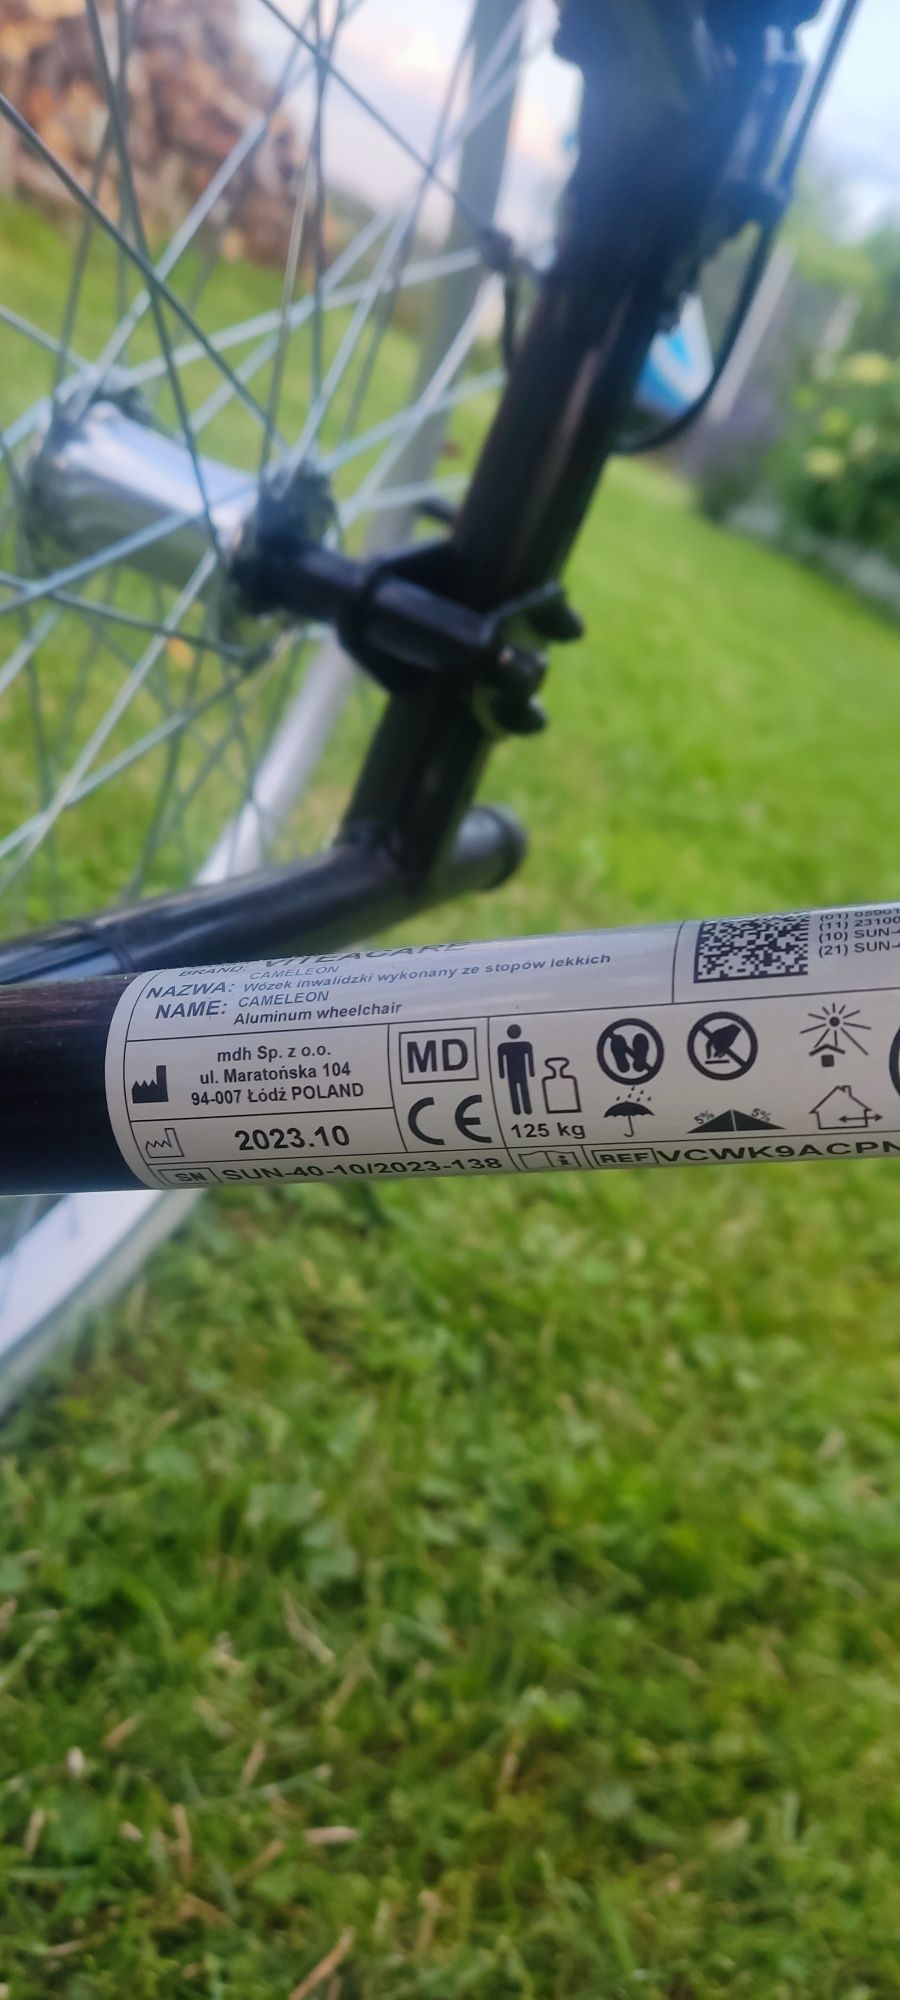 BRAND: VITEACARE
CAMELEON
NAZWA: Wózek inwalidzki wykonany ze stopów lekkich
NAME: CAMELEON
Aluminum wheelchair
(11) 23100
(10) SUN-
(21) SUN-
mdh Sp. z o.o.
ul. Maratońska 104
94-007 Łódź POLAND
2023.10
MD
CE
125 kg
5% 5%
SN SUN-40-10/2023-138
i
REF VCWK9ACPN